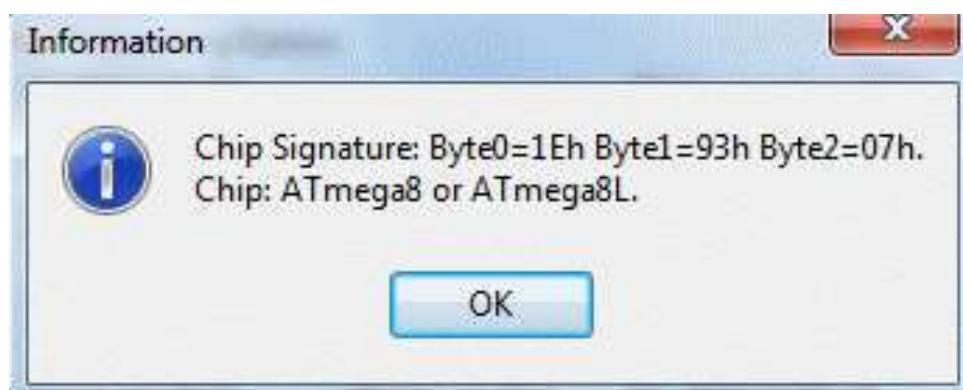 Information
Chip Signature: Byte0=1Eh Byte1=93h Byte2=07h.
Chip: ATmega8 or ATmega8L.
OK